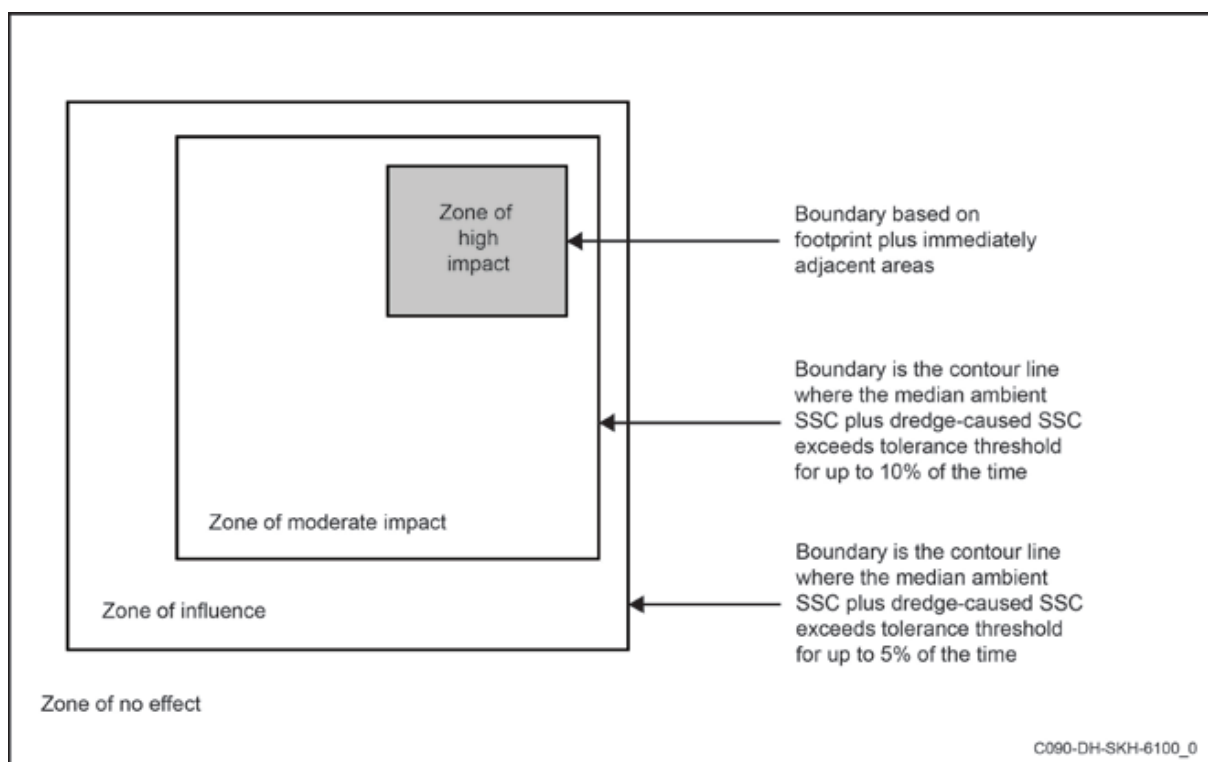 Zone of
high
impact
Boundary based on
footprint plus immediately
adjacent areas
Boundary is the contour line
where the median ambient
SSC plus dredge-caused SSC
exceeds tolerance threshold
for up to 10% of the time
Zone of moderate impact
Boundary is the contour line
where the median ambient
SSC plus dredge-caused SSC
exceeds tolerance threshold
for up to 5% of the time
Zone of influence
Zone of no effect
C090-DH-SKH-6100_0